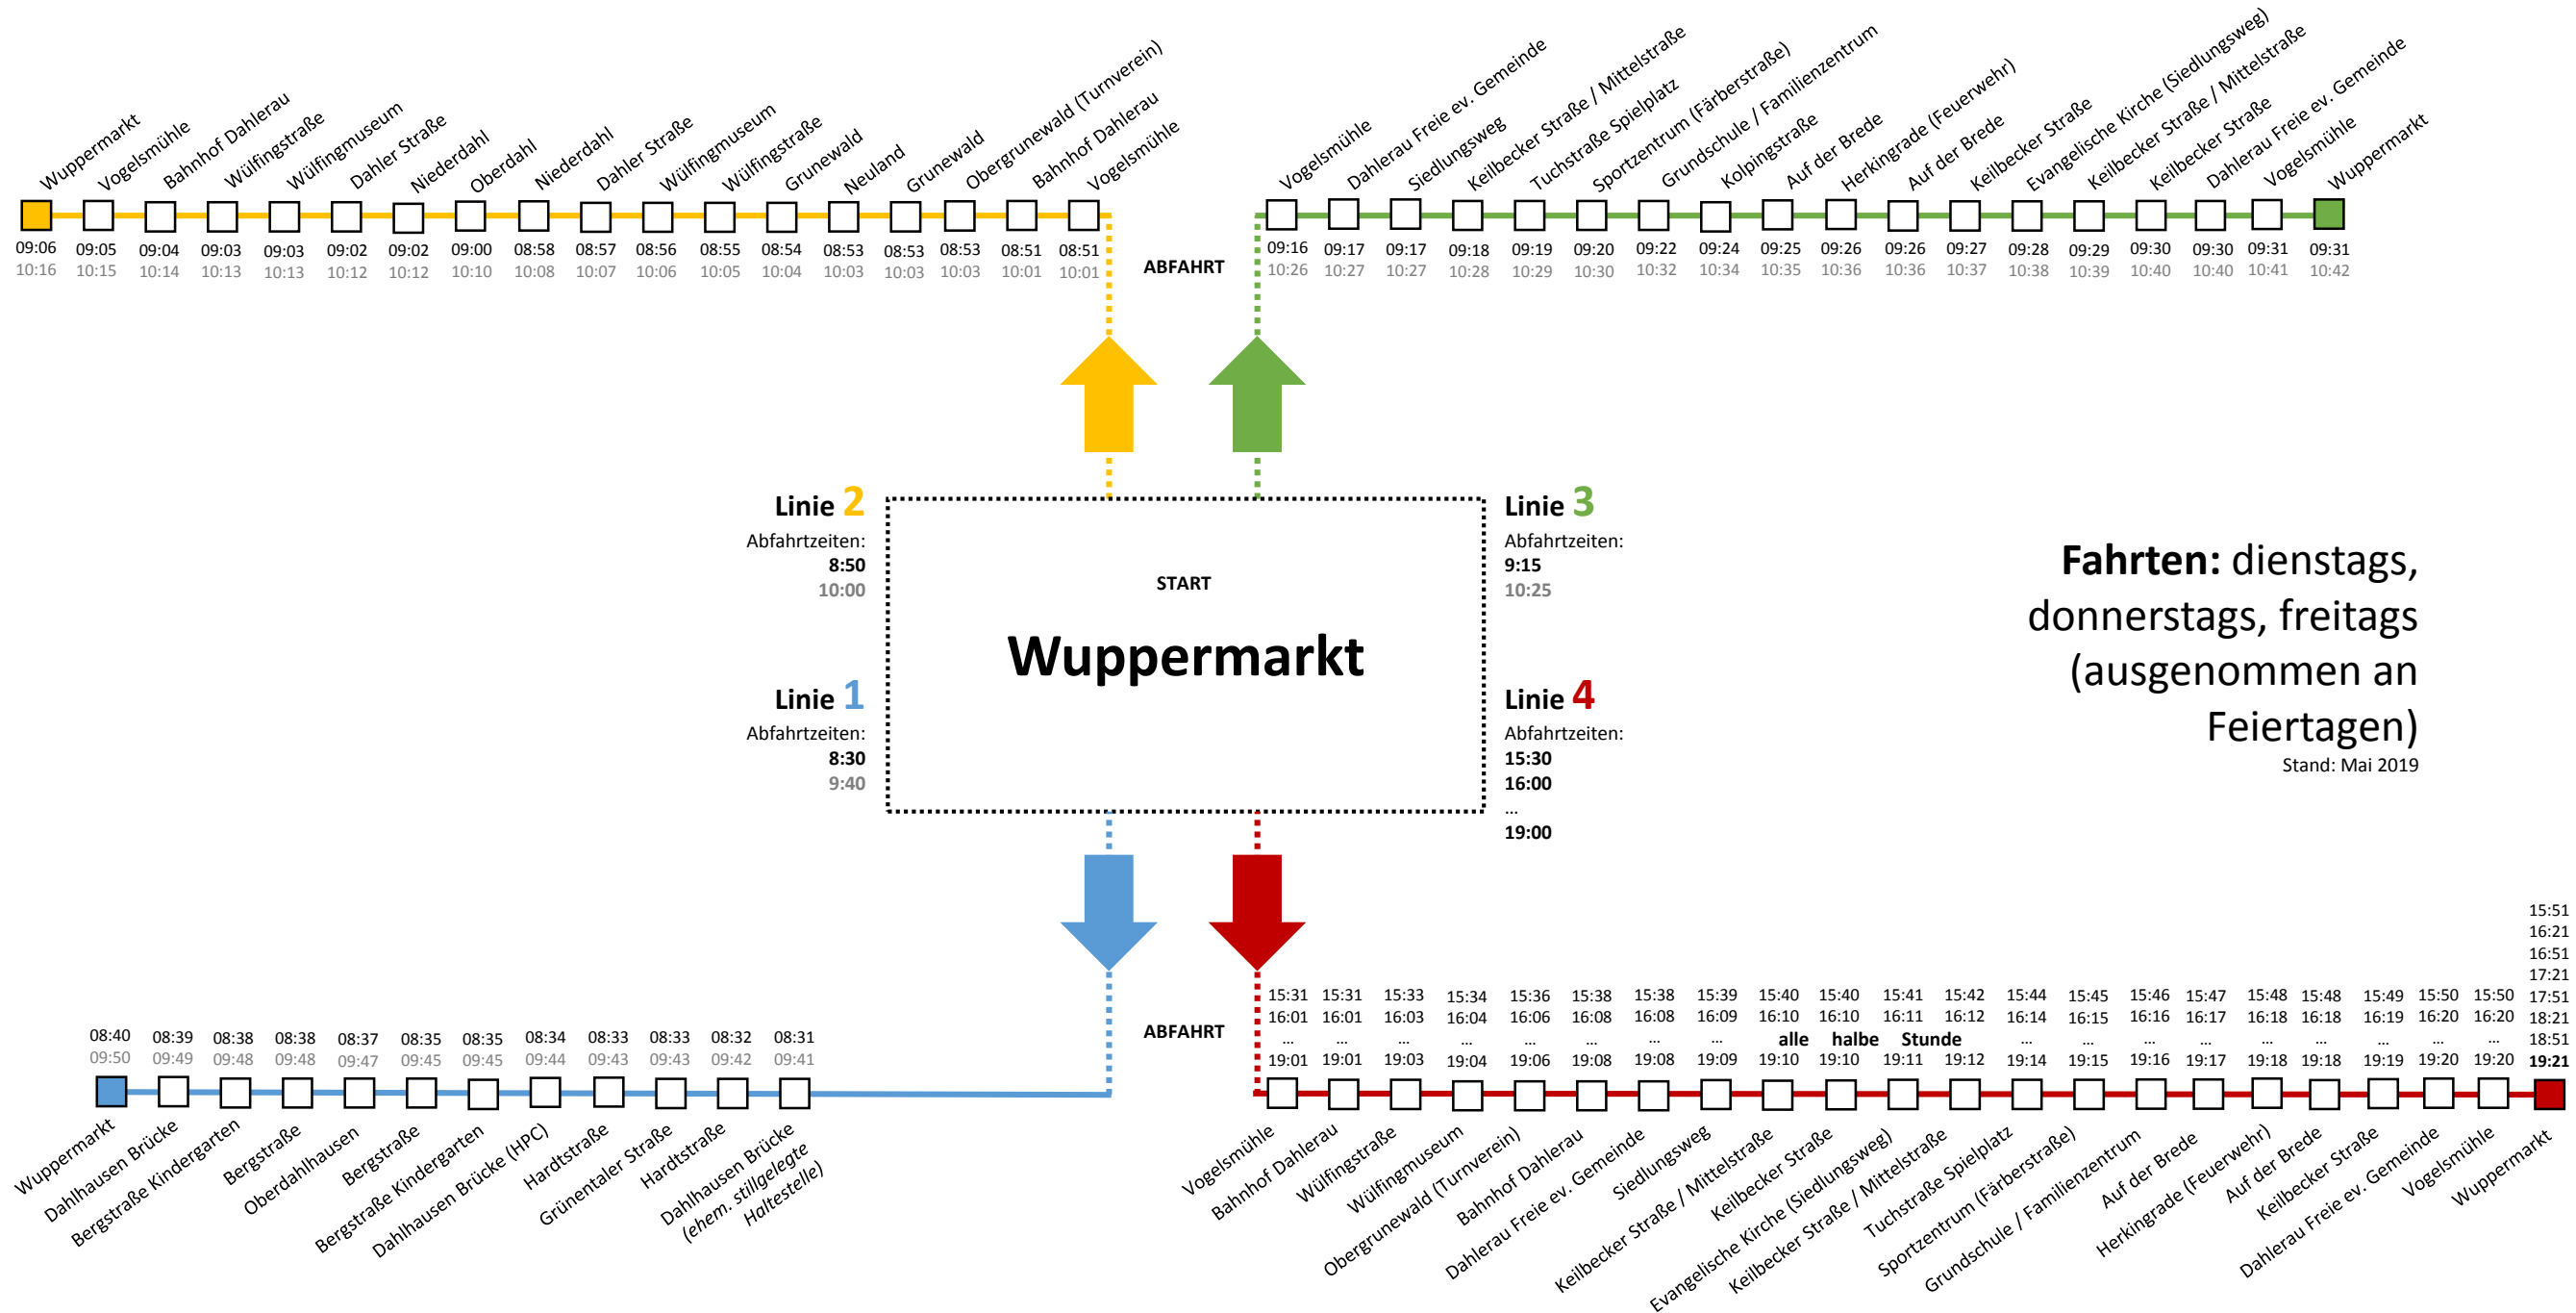 Wuppermarkt
Vogelsmühle
Bahnhof Dahlerau
Wülfingstraße
Wülfingmuseum
Dahler Straße
Niederdahl
Oberdahl
Niederdahl
Dahler Straße
Wülfingmuseum
Wülfingstraße
Grunewald
Neuland
Grunewald
Obergrunewald (Turnverein)
Bahnhof Dahlerau
Vogelsmühle
09:06 09:05 09:04 09:03 09:03 09:02 09:02 09:00 08:58 08:57 08:56 08:55 08:54 08:53 08:53 08:53 08:51 08:51
10:16 10:15 10:14 10:13 10:13 10:12 10:12 10:10 10:08 10:07 10:06 10:05 10:04 10:03 10:03 10:03 10:01 10:01
ABFAHRT
Vogelsmühle
Dahlerau Freie ev. Gemeinde
Siedlungsweg
Keilbecker Straße / Mittelstraße
Tuchstraße Spielplatz
Sportzentrum (Färberstraße)
Grundschule / Familienzentrum
Kolpingstraße
Auf der Brede
Herkingrade (Feuerwehr)
Auf der Brede
Keilbecker Straße
Evangelische Kirche (Siedlungsweg)
Keilbecker Straße / Mittelstraße
Keilbecker Straße
Dahlerau Freie ev. Gemeinde
Vogelsmühle
Wuppermarkt
09:16 09:17 09:17 09:18 09:19 09:20 09:22 09:24 09:25 09:26 09:26 09:27 09:28 09:29 09:30 09:30 09:31 09:31
10:26 10:27 10:27 10:28 10:29 10:30 10:32 10:34 10:35 10:36 10:36 10:37 10:38 10:39 10:40 10:40 10:41 10:42
Linie 2
Abfahrtzeiten:
8:50
10:00
Linie 3
Abfahrtzeiten:
9:15
10:25
START
Wuppermarkt
Linie 1
Abfahrtzeiten:
8:30
9:40
Linie 4
Abfahrtzeiten:
15:30
16:00
...
19:00
Fahrten: dienstags,
donnerstags, freitags
(ausgenommen an
Feiertagen)
Stand: Mai 2019
08:40 08:39 08:38 08:38 08:37 08:35 08:35 08:34 08:33 08:33 08:32 08:31
09:50 09:49 09:48 09:48 09:47 09:45 09:45 09:44 09:43 09:43 09:42 09:41
Wuppermarkt
Dahlhausen Brücke
Bergstraße Kindergarten
Bergstraße
Oberdahlhausen
Bergstraße
Bergstraße Kindergarten
Dahlhausen Brücke (HPC)
Hardtstraße
Grünentaler Straße
Hardtstraße
Dahlhausen Brücke
(ehem. stillgelegte
Haltestelle)
ABFAHRT
15:51
16:21
16:51
17:21
17:51
18:21
18:51
19:21
15:31 15:31 15:33 15:34 15:36 15:38 15:38 15:39 15:40 15:40 15:41 15:42 15:44 15:45 15:46 15:47 15:48 15:48 15:49 15:50 15:50
16:01 16:01 16:03 16:04 16:06 16:08 16:08 16:09 16:10 16:10 16:11 16:12 16:14 16:15 16:16 16:17 16:18 16:18 16:19 16:20 16:20
... ... ... ... ... ... ... ... alle halbe Stunde ... ... ... ... ... ... ... ... ...
19:01 19:01 19:03 19:04 19:06 19:08 19:08 19:09 19:10 19:10 19:11 19:12 19:14 19:15 19:16 19:17 19:18 19:18 19:19 19:20 19:20
Vogelsmühle
Bahnhof Dahlerau
Wülfingstraße
Wülfingmuseum
Obergrunewald (Turnverein)
Bahnhof Dahlerau
Dahlerau Freie ev. Gemeinde
Siedlungsweg
Keilbecker Straße / Mittelstraße
Keilbecker Straße
Evangelische Kirche (Siedlungsweg)
Keilbecker Straße / Mittelstraße
Tuchstraße Spielplatz
Sportzentrum (Färberstraße)
Grundschule / Familienzentrum
Auf der Brede
Herkingrade (Feuerwehr)
Auf der Brede
Keilbecker Straße
Dahlerau Freie ev. Gemeinde
Vogelsmühle
Wuppermarkt